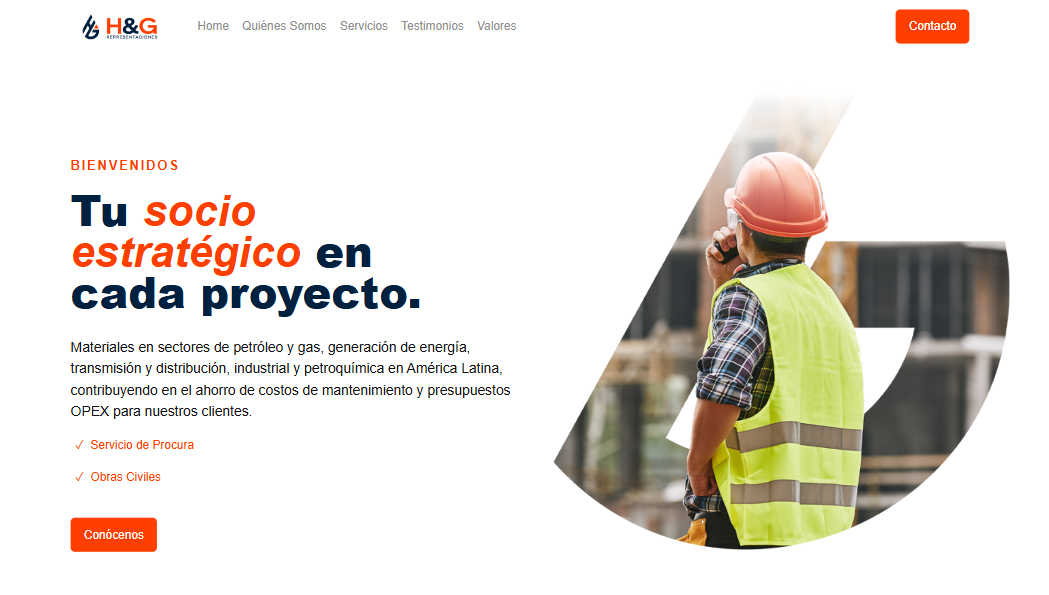 H&G
REPRESENTACIONES
Home Quiénes Somos Servicios Testimonios Valores
Contacto
BIENVENIDOS
Tu socio
estratégico en
cada proyecto.
Materiales en sectores de petróleo y gas, generación de energía,
transmisión y distribución, industrial y petroquímica en América Latina,
contribuyendo en el ahorro de costos de mantenimiento y presupuestos
OPEX para nuestros clientes.
✓ Servicio de Procura
✓ Obras Civiles
Conócenos